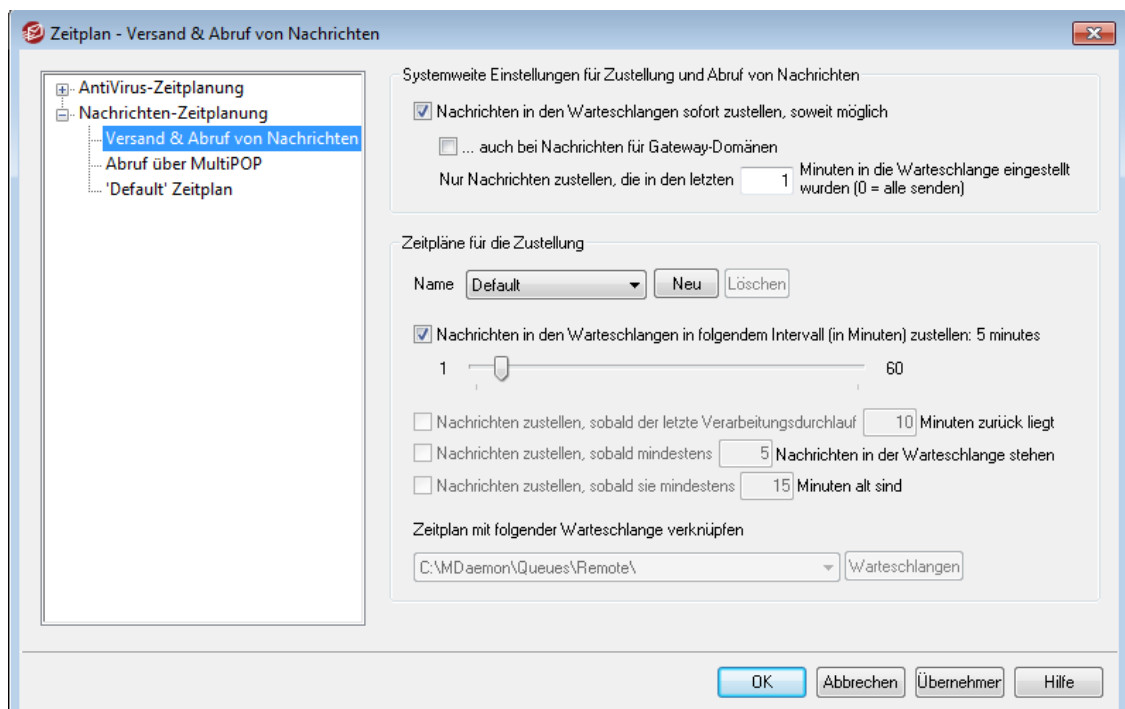 Zeitplan - Versand & Abruf von Nachrichten
AntiVirus-Zeitplanung
Nachrichten-Zeitplanung
Versand & Abruf von Nachrichten
Abruf über MultiPOP
'Default' Zeitplan
Systemweite Einstellungen für Zustellung und Abruf von Nachrichten
Nachrichten in den Warteschlangen sofort zustellen, soweit möglich
... auch bei Nachrichten für Gateway-Domänen
Nur Nachrichten zustellen, die in den letzten 1 Minuten in die Warteschlange eingestellt
wurden (0 = alle senden)
Zeitpläne für die Zustellung
Name Default Neu Löschen
Nachrichten in den Warteschlangen in folgendem Intervall (in Minuten) zustellen: 5 minutes
1 60
Nachrichten zustellen, sobald der letzte Verarbeitungsdurchlauf 10 Minuten zurück liegt
Nachrichten zustellen, sobald mindestens 5 Nachrichten in der Warteschlange stehen
Nachrichten zustellen, sobald sie mindestens 15 Minuten alt sind
Zeitplan mit folgender Warteschlange verknüpfen
C:\MDaemon\Queues\Remote\ Warteschlangen
OK Abbrechen Übernehmer Hilfe